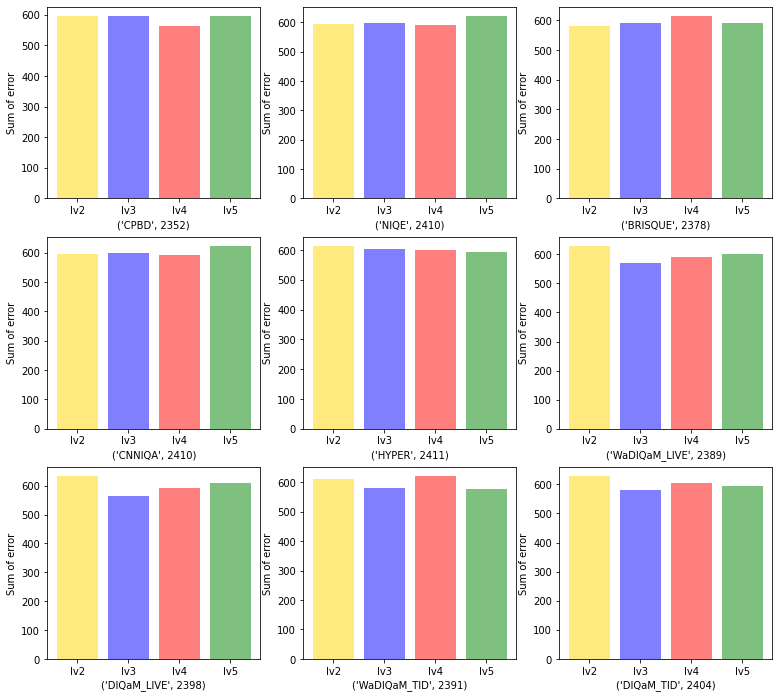 600
500
400
300
200
100
0
Sum of error
lv2 lv3 lv4 lv5
('CPBD', 2352)
600
500
400
300
200
100
0
Sum of error
lv2 lv3 lv4 lv5
('NIQE', 2410)
600
500
400
300
200
100
0
Sum of error
lv2 lv3 lv4 lv5
('BRISQUE', 2378)
600
500
400
300
200
100
0
Sum of error
lv2 lv3 lv4 lv5
('CNNIQA', 2410)
600
500
400
300
200
100
0
Sum of error
lv2 lv3 lv4 lv5
('HYPER', 2411)
600
500
400
300
200
100
0
Sum of error
lv2 lv3 lv4 lv5
('WaDIQaM_LIVE', 2389)
600
500
400
300
200
100
0
Sum of error
lv2 lv3 lv4 lv5
('DIQaM_LIVE', 2398)
600
500
400
300
200
100
0
Sum of error
lv2 lv3 lv4 lv5
('WaDIQaM_TID', 2391)
600
500
400
300
200
100
0
Sum of error
lv2 lv3 lv4 lv5
('DIQaM_TID', 2404)